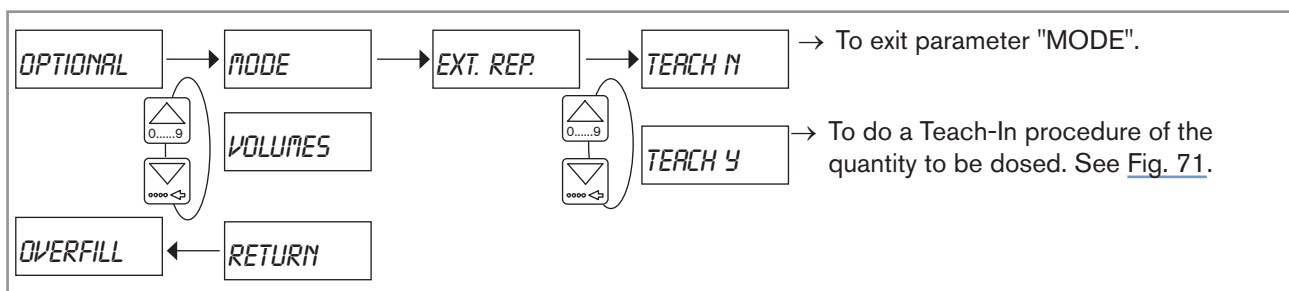 OPTIONAL
MODE
EXT. REP.
TEACH N
→ To exit parameter "MODE".
0......9
0......9
VOLUMES
TEACH Y
→ To do a Teach-In procedure of the
quantity to be dosed. See Fig. 71.
OVERFILL
RETURN